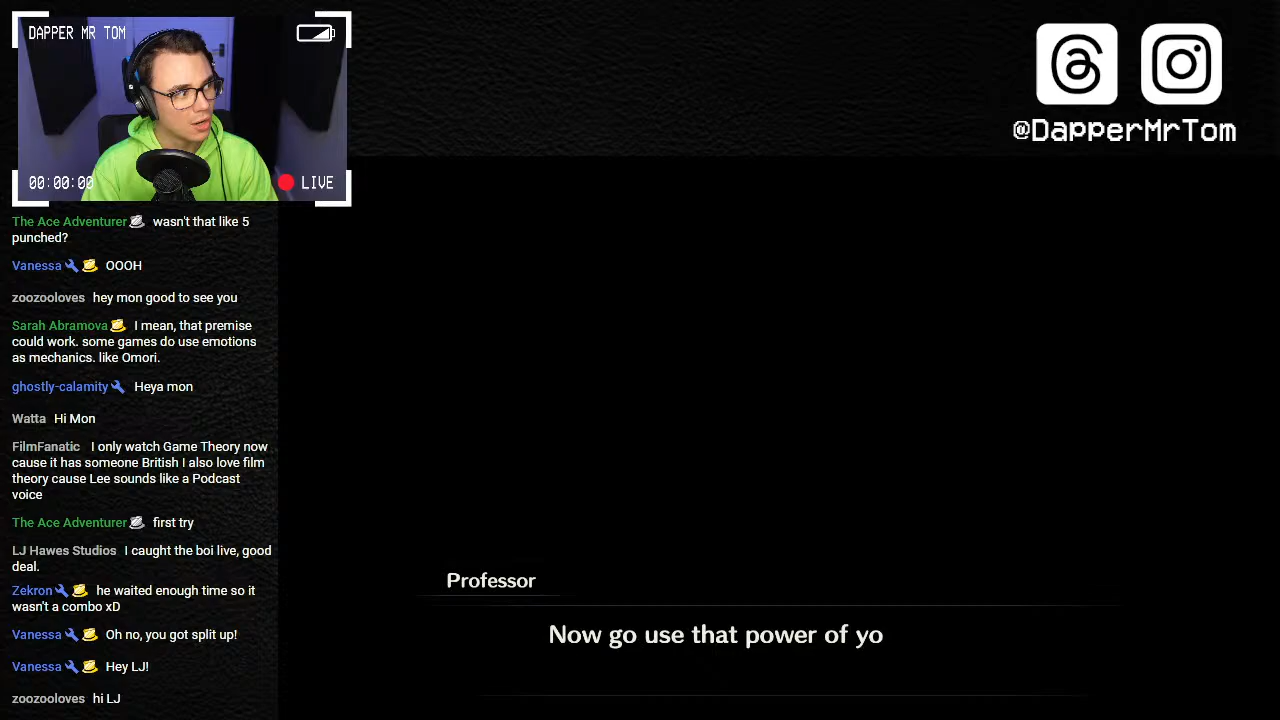 DAPPER MR TOM
00:00:00
LIVE
@DapperMrTom
The Ace Adventurer wasn't that like 5
punched?
Vanessa OOOH
zoozooloves hey mon good to see you
Sarah Abramova I mean, that premise
could work. some games do use emotions
as mechanics. like Omori.
ghostly-calamity Heya mon
Watta Hi Mon
FilmFanatic I only watch Game Theory now
cause it has someone British I also love film
theory cause Lee sounds like a Podcast
voice
The Ace Adventurer first try
LJ Hawes Studios I caught the boi live, good
deal.
Zekron he waited enough time so it
wasn't a combo xD
Vanessa Oh no, you got split up!
Vanessa Hey LJ!
zoozooloves hi LJ
Professor
Now go use that power of yo